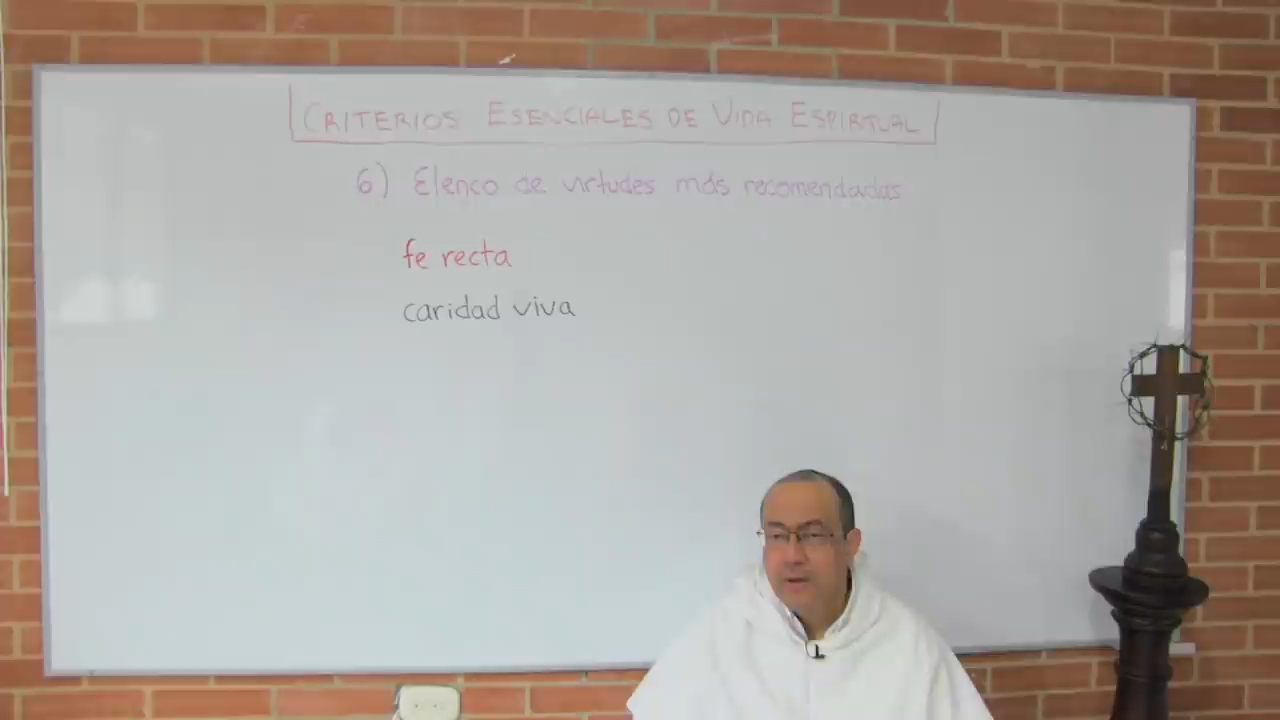 CRITERIOS ESENCIALES DE VIDA ESPIRITUAL
6) Elenco de virtudes más recomendadas
fe recta
caridad viva